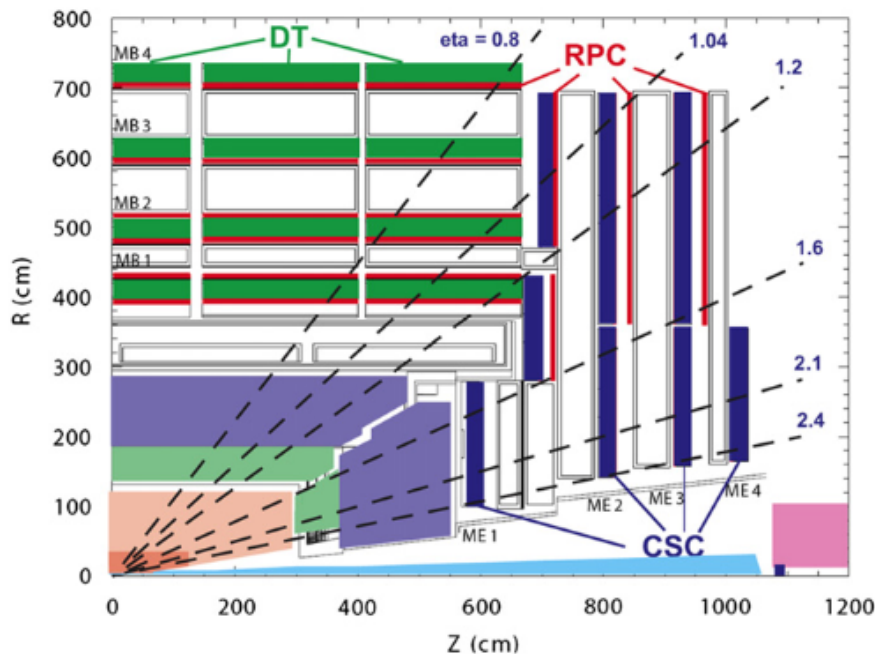 800
700
600
500
400
300
200
100
0
R (cm)
MB 4
MB 3
MB 2
MB 1
DT
eta = 0.8
RPC
1.04
1.2
1.6
2.1
2.4
ME 1
ME 2
ME 3
ME 4
CSC
0
200
400
600
800
1000
1200
Z (cm)